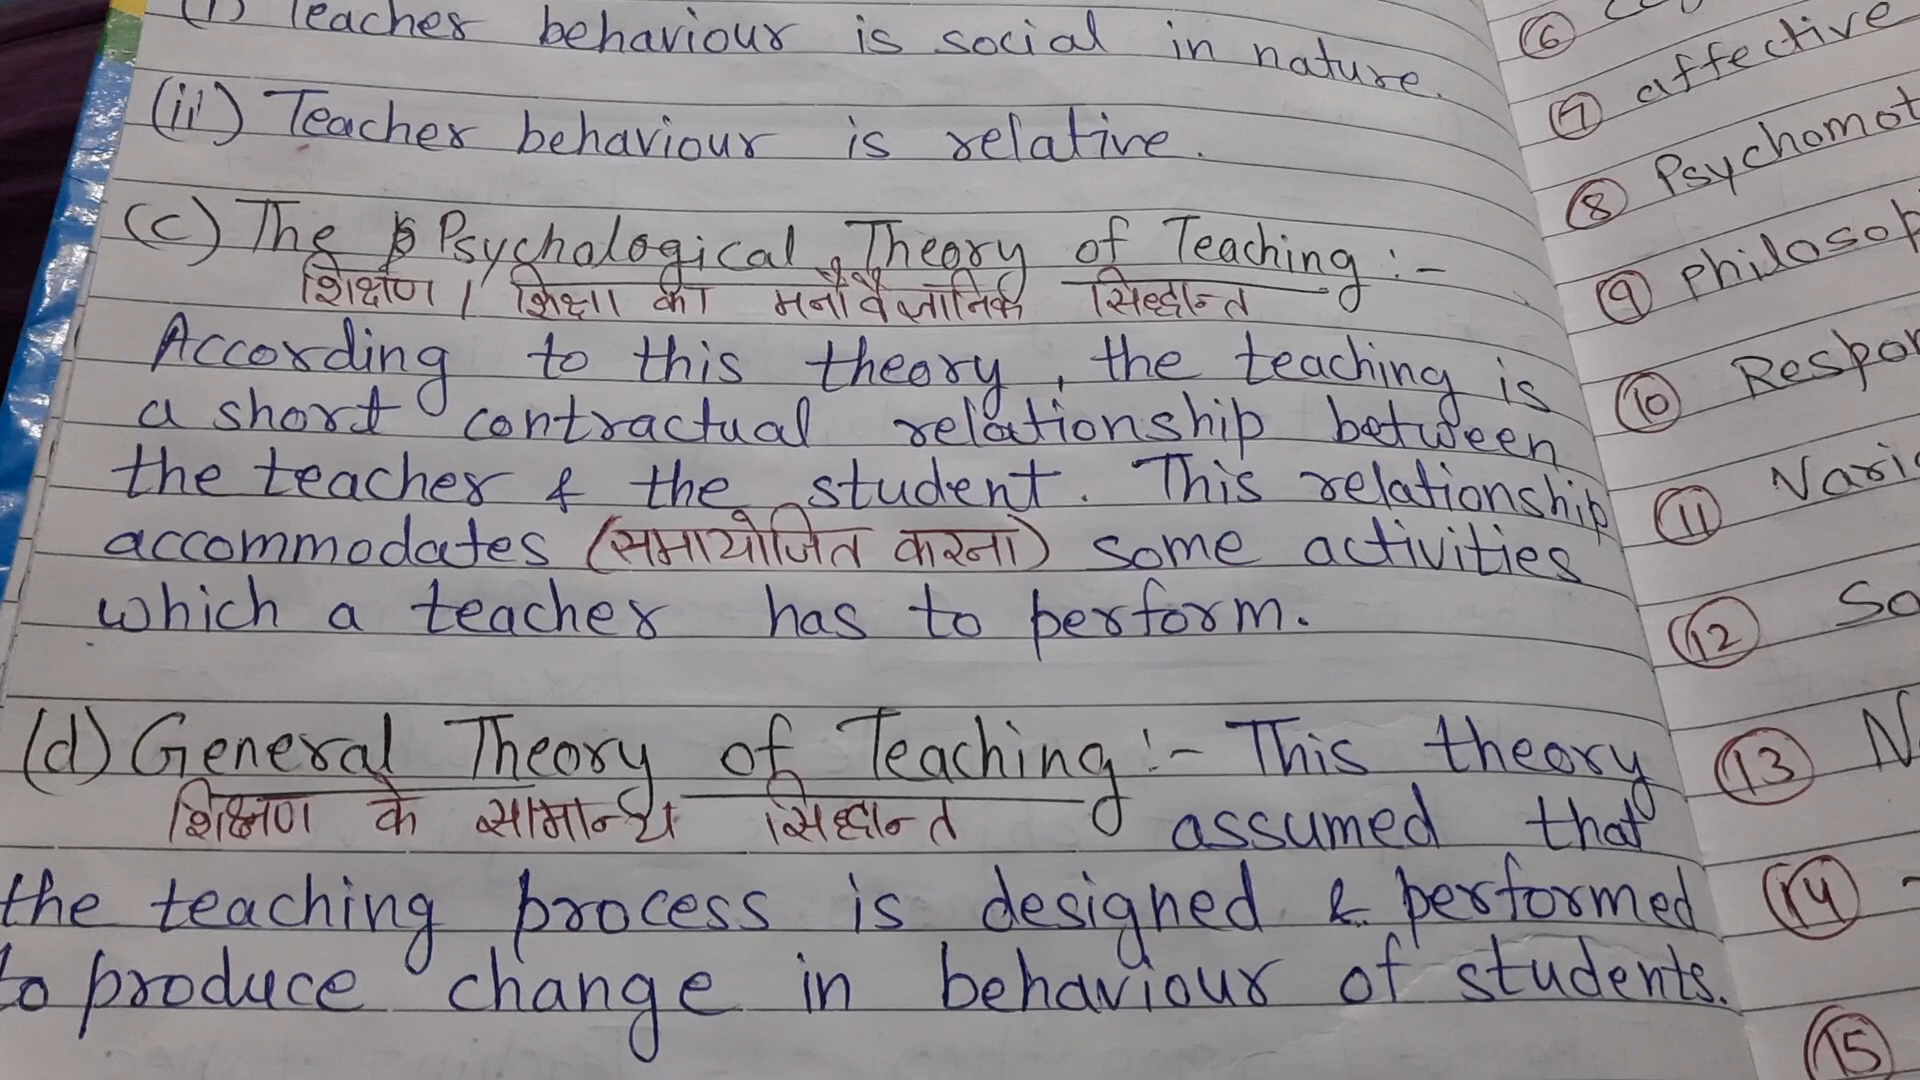 (i) Teacher behaviour is social in nature.
(ii) Teacher behaviour is relative.
(c) The Psychological Theory of Teaching :-
शिक्षण / शिक्षा का मनोवैज्ञानिक सिद्धान्त
According to this theory, the teaching is
a short contractual relationship between
the teacher & the student. This relationship
accommodates (समायोजित करना) some activities
which a teacher has to perform.
(d) General Theory of Teaching :- This theory
शिक्षण के सामान्य सिद्धान्त assumed that
the teaching process is designed & performed
to produce change in behaviour of students.
6
7 affective
8 Psychomot
9 Philosop
10 Respon
11 Vari
12 So
13 N
14
15